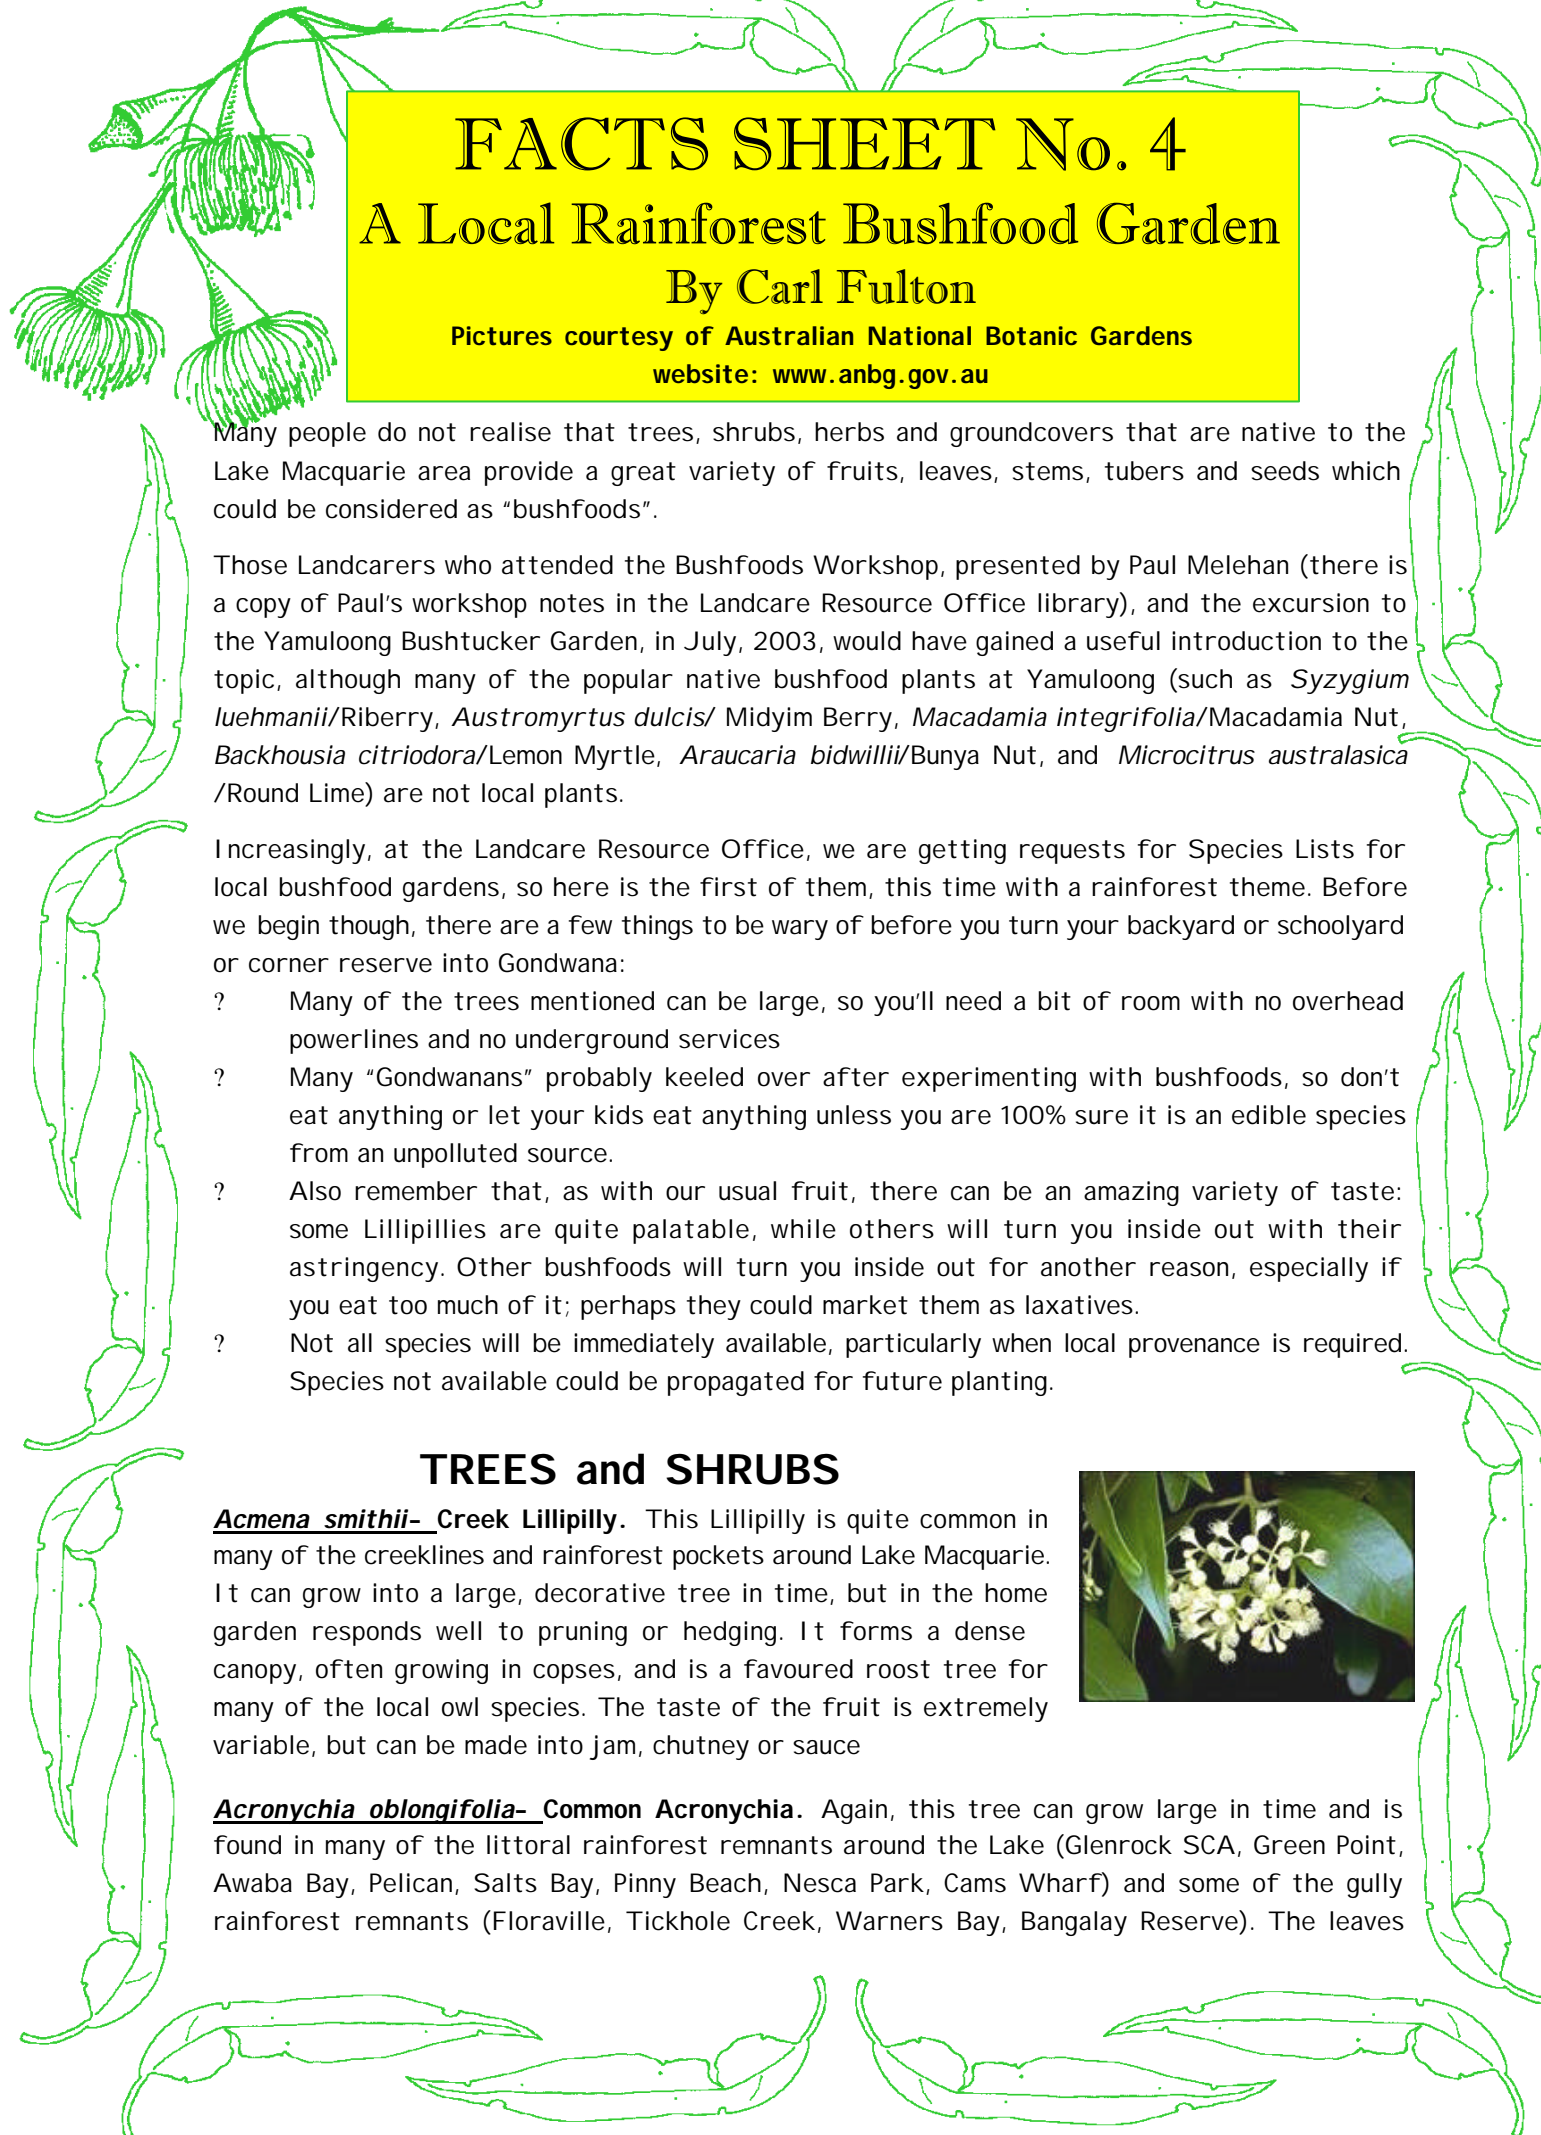 FACTS SHEET No. 4
A Local Rainforest Bushfood Garden
By Carl Fulton
Pictures courtesy of Australian National Botanic Gardens
website: www.anbg.gov.au
Many people do not realise that trees, shrubs, herbs and groundcovers that are native to the
Lake Macquarie area provide a great variety of fruits, leaves, stems, tubers and seeds which
could be considered as “bushfoods”.
Those Landcarers who attended the Bushfoods Workshop, presented by Paul Melehan (there is
a copy of Paul’s workshop notes in the Landcare Resource Office library), and the excursion to
the Yamuloong Bushtucker Garden, in July, 2003, would have gained a useful introduction to the
topic, although many of the popular native bushfood plants at Yamuloong (such as Syzygium
luehmanii/Riberry, Austromyrtus dulcis/ Midyim Berry, Macadamia integrifolia/Macadamia Nut,
Backhousia citriodora/Lemon Myrtle, Araucaria bidwillii/Bunya Nut, and Microcitrus australasica
/Round Lime) are not local plants.
Increasingly, at the Landcare Resource Office, we are getting requests for Species Lists for
local bushfood gardens, so here is the first of them, this time with a rainforest theme. Before
we begin though, there are a few things to be wary of before you turn your backyard or schoolyard
or corner reserve into Gondwana:
? Many of the trees mentioned can be large, so you’ll need a bit of room with no overhead
powerlines and no underground services
? Many “Gondwanans” probably keeled over after experimenting with bushfoods, so don’t
eat anything or let your kids eat anything unless you are 100% sure it is an edible species
from an unpolluted source.
? Also remember that, as with our usual fruit, there can be an amazing variety of taste:
some Lillipillies are quite palatable, while others will turn you inside out with their
astringency. Other bushfoods will turn you inside out for another reason, especially if
you eat too much of it; perhaps they could market them as laxatives.
? Not all species will be immediately available, particularly when local provenance is required.
Species not available could be propagated for future planting.
TREES and SHRUBS
Acmena smithii– Creek Lillipilly. This Lillipilly is quite common in
many of the creeklines and rainforest pockets around Lake Macquarie.
It can grow into a large, decorative tree in time, but in the home
garden responds well to pruning or hedging. It forms a dense
canopy, often growing in copses, and is a favoured roost tree for
many of the local owl species. The taste of the fruit is extremely
variable, but can be made into jam, chutney or sauce
Acronychia oblongifolia– Common Acronychia. Again, this tree can grow large in time and is
found in many of the littoral rainforest remnants around the Lake (Glenrock SCA, Green Point,
Awaba Bay, Pelican, Salts Bay, Pinny Beach, Nesca Park, Cams Wharf) and some of the gully
rainforest remnants (Floraville, Tickhole Creek, Warners Bay, Bangalay Reserve). The leaves